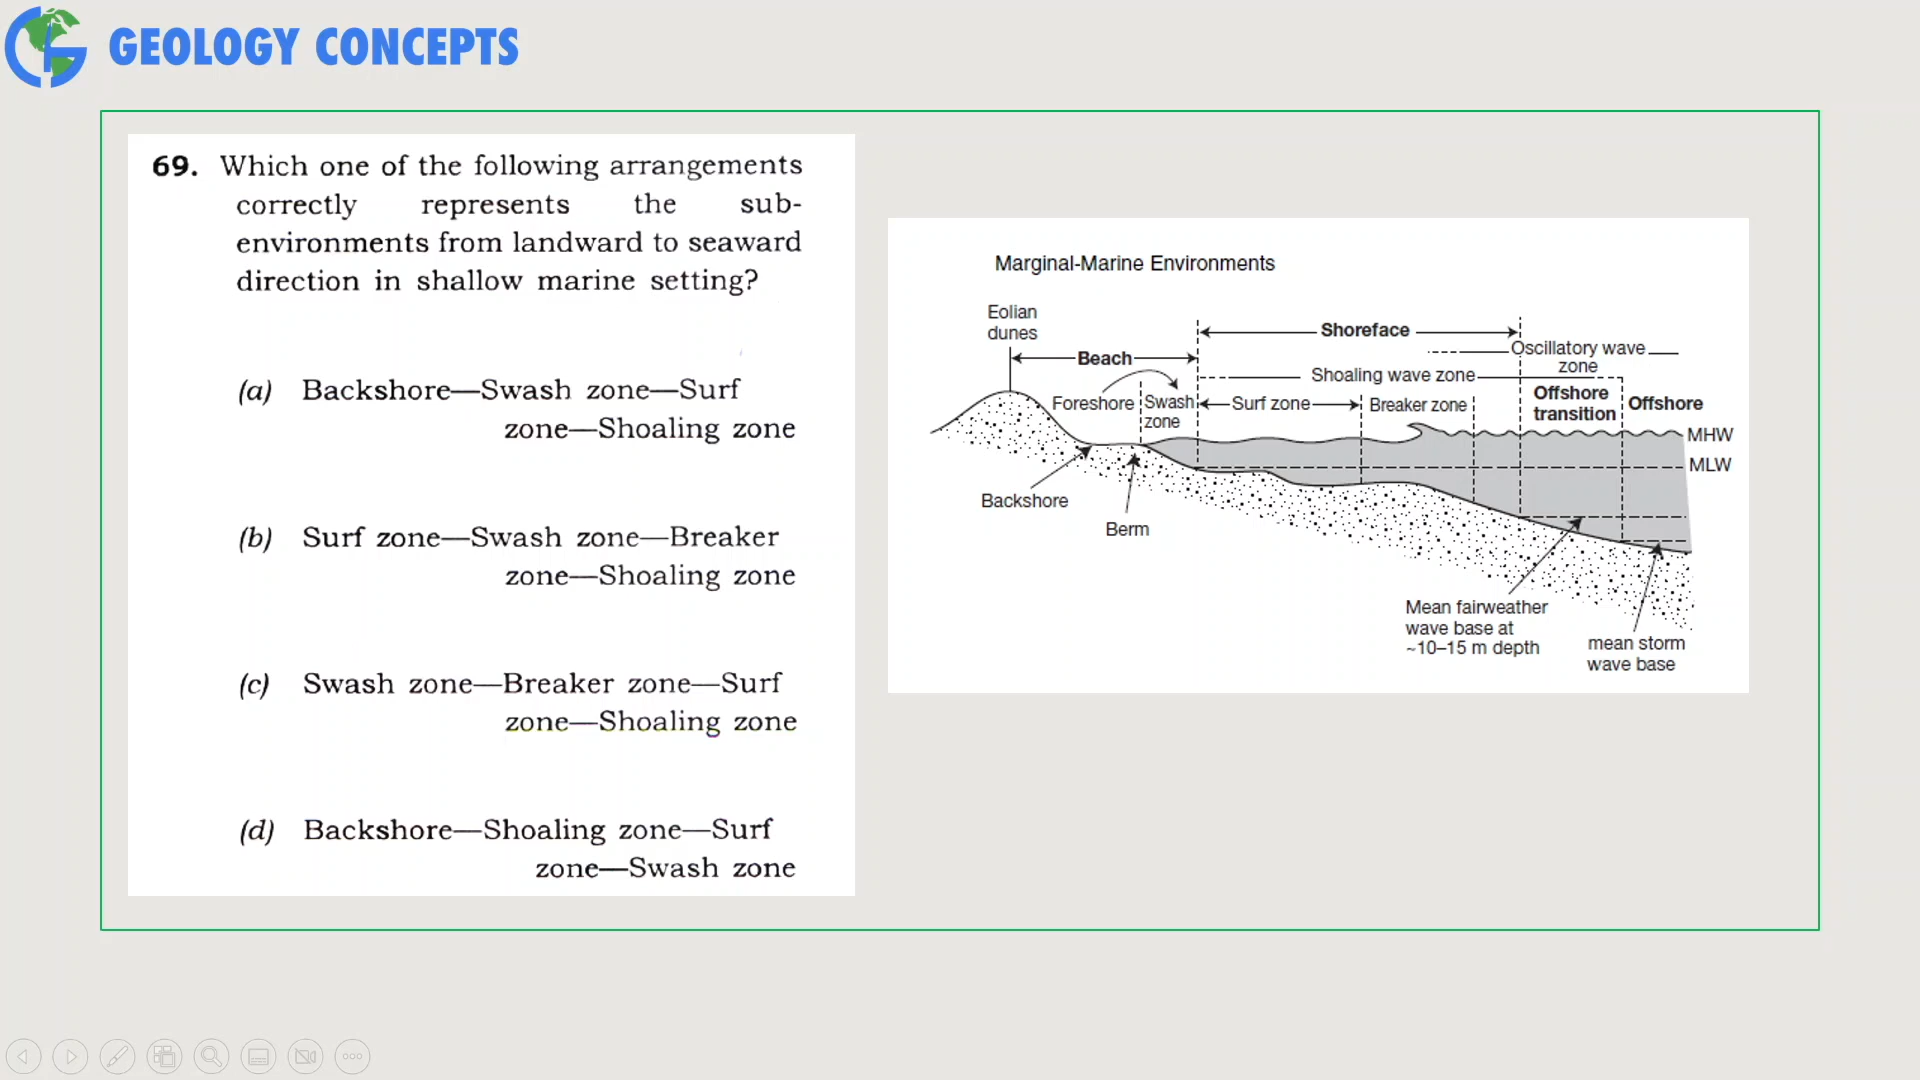 GEOLOGY CONCEPTS
69. Which one of the following arrangements
correctly represents the sub-
environments from landward to seaward
direction in shallow marine setting?
(a) Backshore—Swash zone—Surf
zone—Shoaling zone
(b) Surf zone—Swash zone—Breaker
zone—Shoaling zone
(c) Swash zone—Breaker zone—Surf
zone—Shoaling zone
(d) Backshore—Shoaling zone—Surf
zone—Swash zone
Marginal-Marine Environments
Eolian
dunes
Beach
Shoreface
Oscillatory wave
zone
Shoaling wave zone
Foreshore
Swash
zone
Surf zone
Breaker zone
Offshore
transition
Offshore
MHW
MLW
Backshore
Berm
Mean fairweather
wave base at
~10–15 m depth
mean storm
wave base